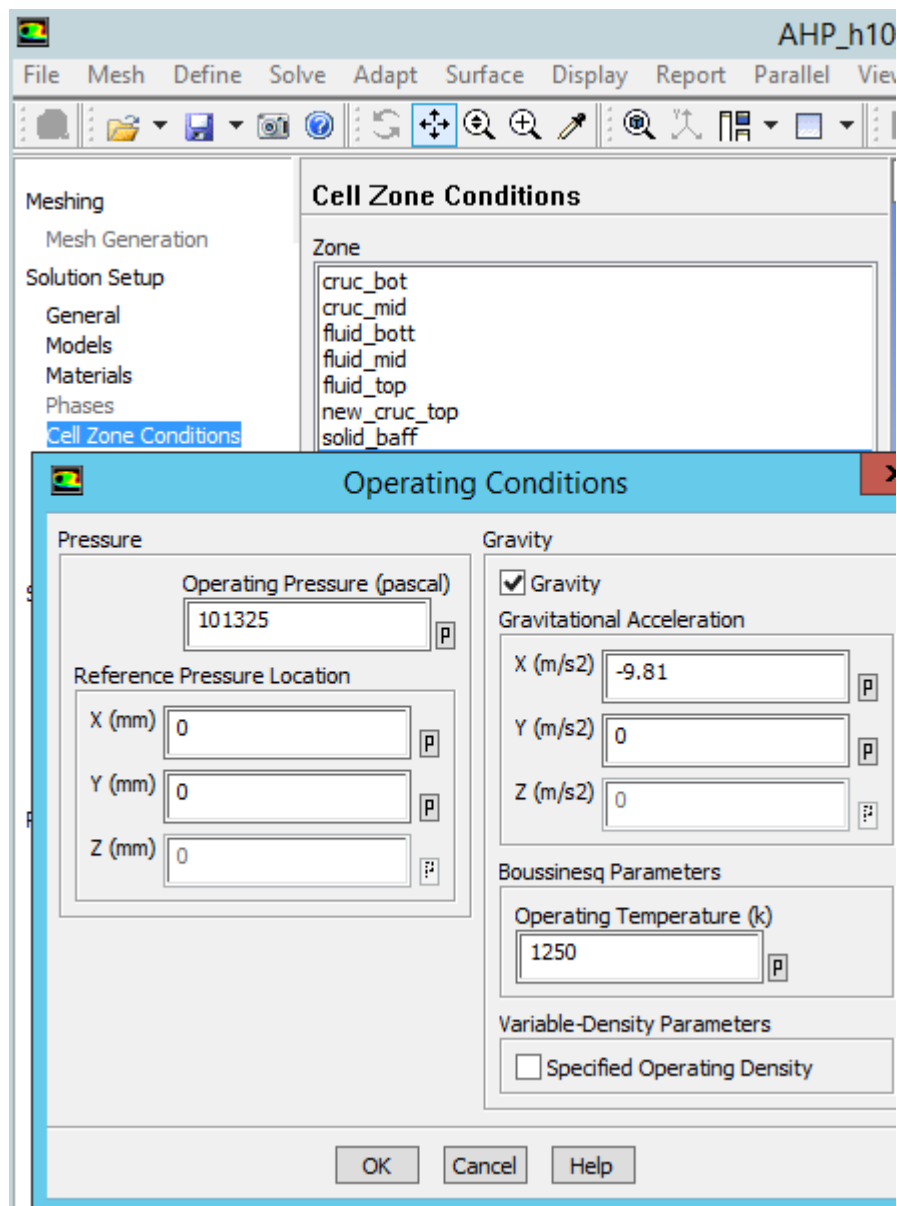 AHP_h10
File Mesh Define Solve Adapt Surface Display Report Parallel View
Meshing
Mesh Generation
Solution Setup
General
Models
Materials
Phases
Cell Zone Conditions
Cell Zone Conditions
Zone
cruc_bot
cruc_mid
fluid_bott
fluid_mid
fluid_top
new_cruc_top
solid_baff
Operating Conditions
Pressure
Operating Pressure (pascal)
101325
P
Reference Pressure Location
X (mm) 0 P
Y (mm) 0 P
Z (mm) 0 P
Gravity
Gravity
Gravitational Acceleration
X (m/s2) -9.81 P
Y (m/s2) 0 P
Z (m/s2) 0 P
Boussinesq Parameters
Operating Temperature (k)
1250 P
Variable-Density Parameters
Specified Operating Density
OK Cancel Help